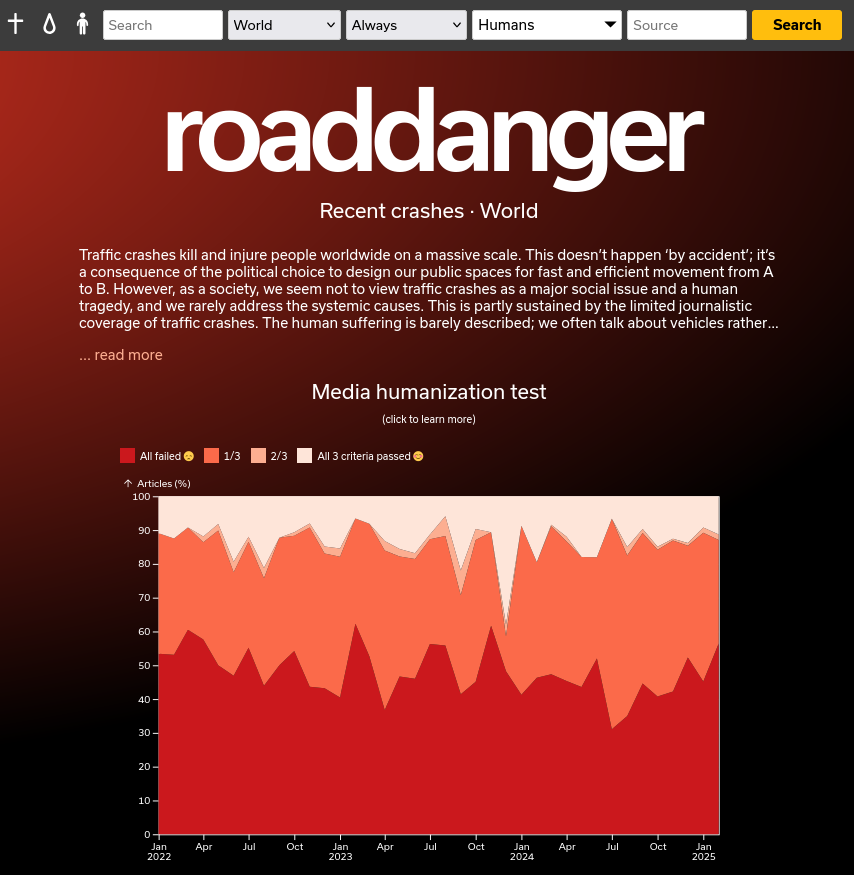 Search World Always Humans Source Search
roaddanger
Recent crashes · World
Traffic crashes kill and injure people worldwide on a massive scale. This doesn’t happen ‘by accident’; it’s
a consequence of the political choice to design our public spaces for fast and efficient movement from A
to B. However, as a society, we seem not to view traffic crashes as a major social issue and a human
tragedy, and we rarely address the systemic causes. This is partly sustained by the limited journalistic
coverage of traffic crashes. The human suffering is barely described; we often talk about vehicles rather...
... read more
Media humanization test
(click to learn more)
All failed 😞 1/3 2/3 All 3 criteria passed 😊
↑ Articles (%)
100
90
80
70
60
50
40
30
20
10
0
Jan Apr Jul Oct Jan Apr Jul Oct Jan Apr Jul Oct Jan
2022 2023 2024 2025